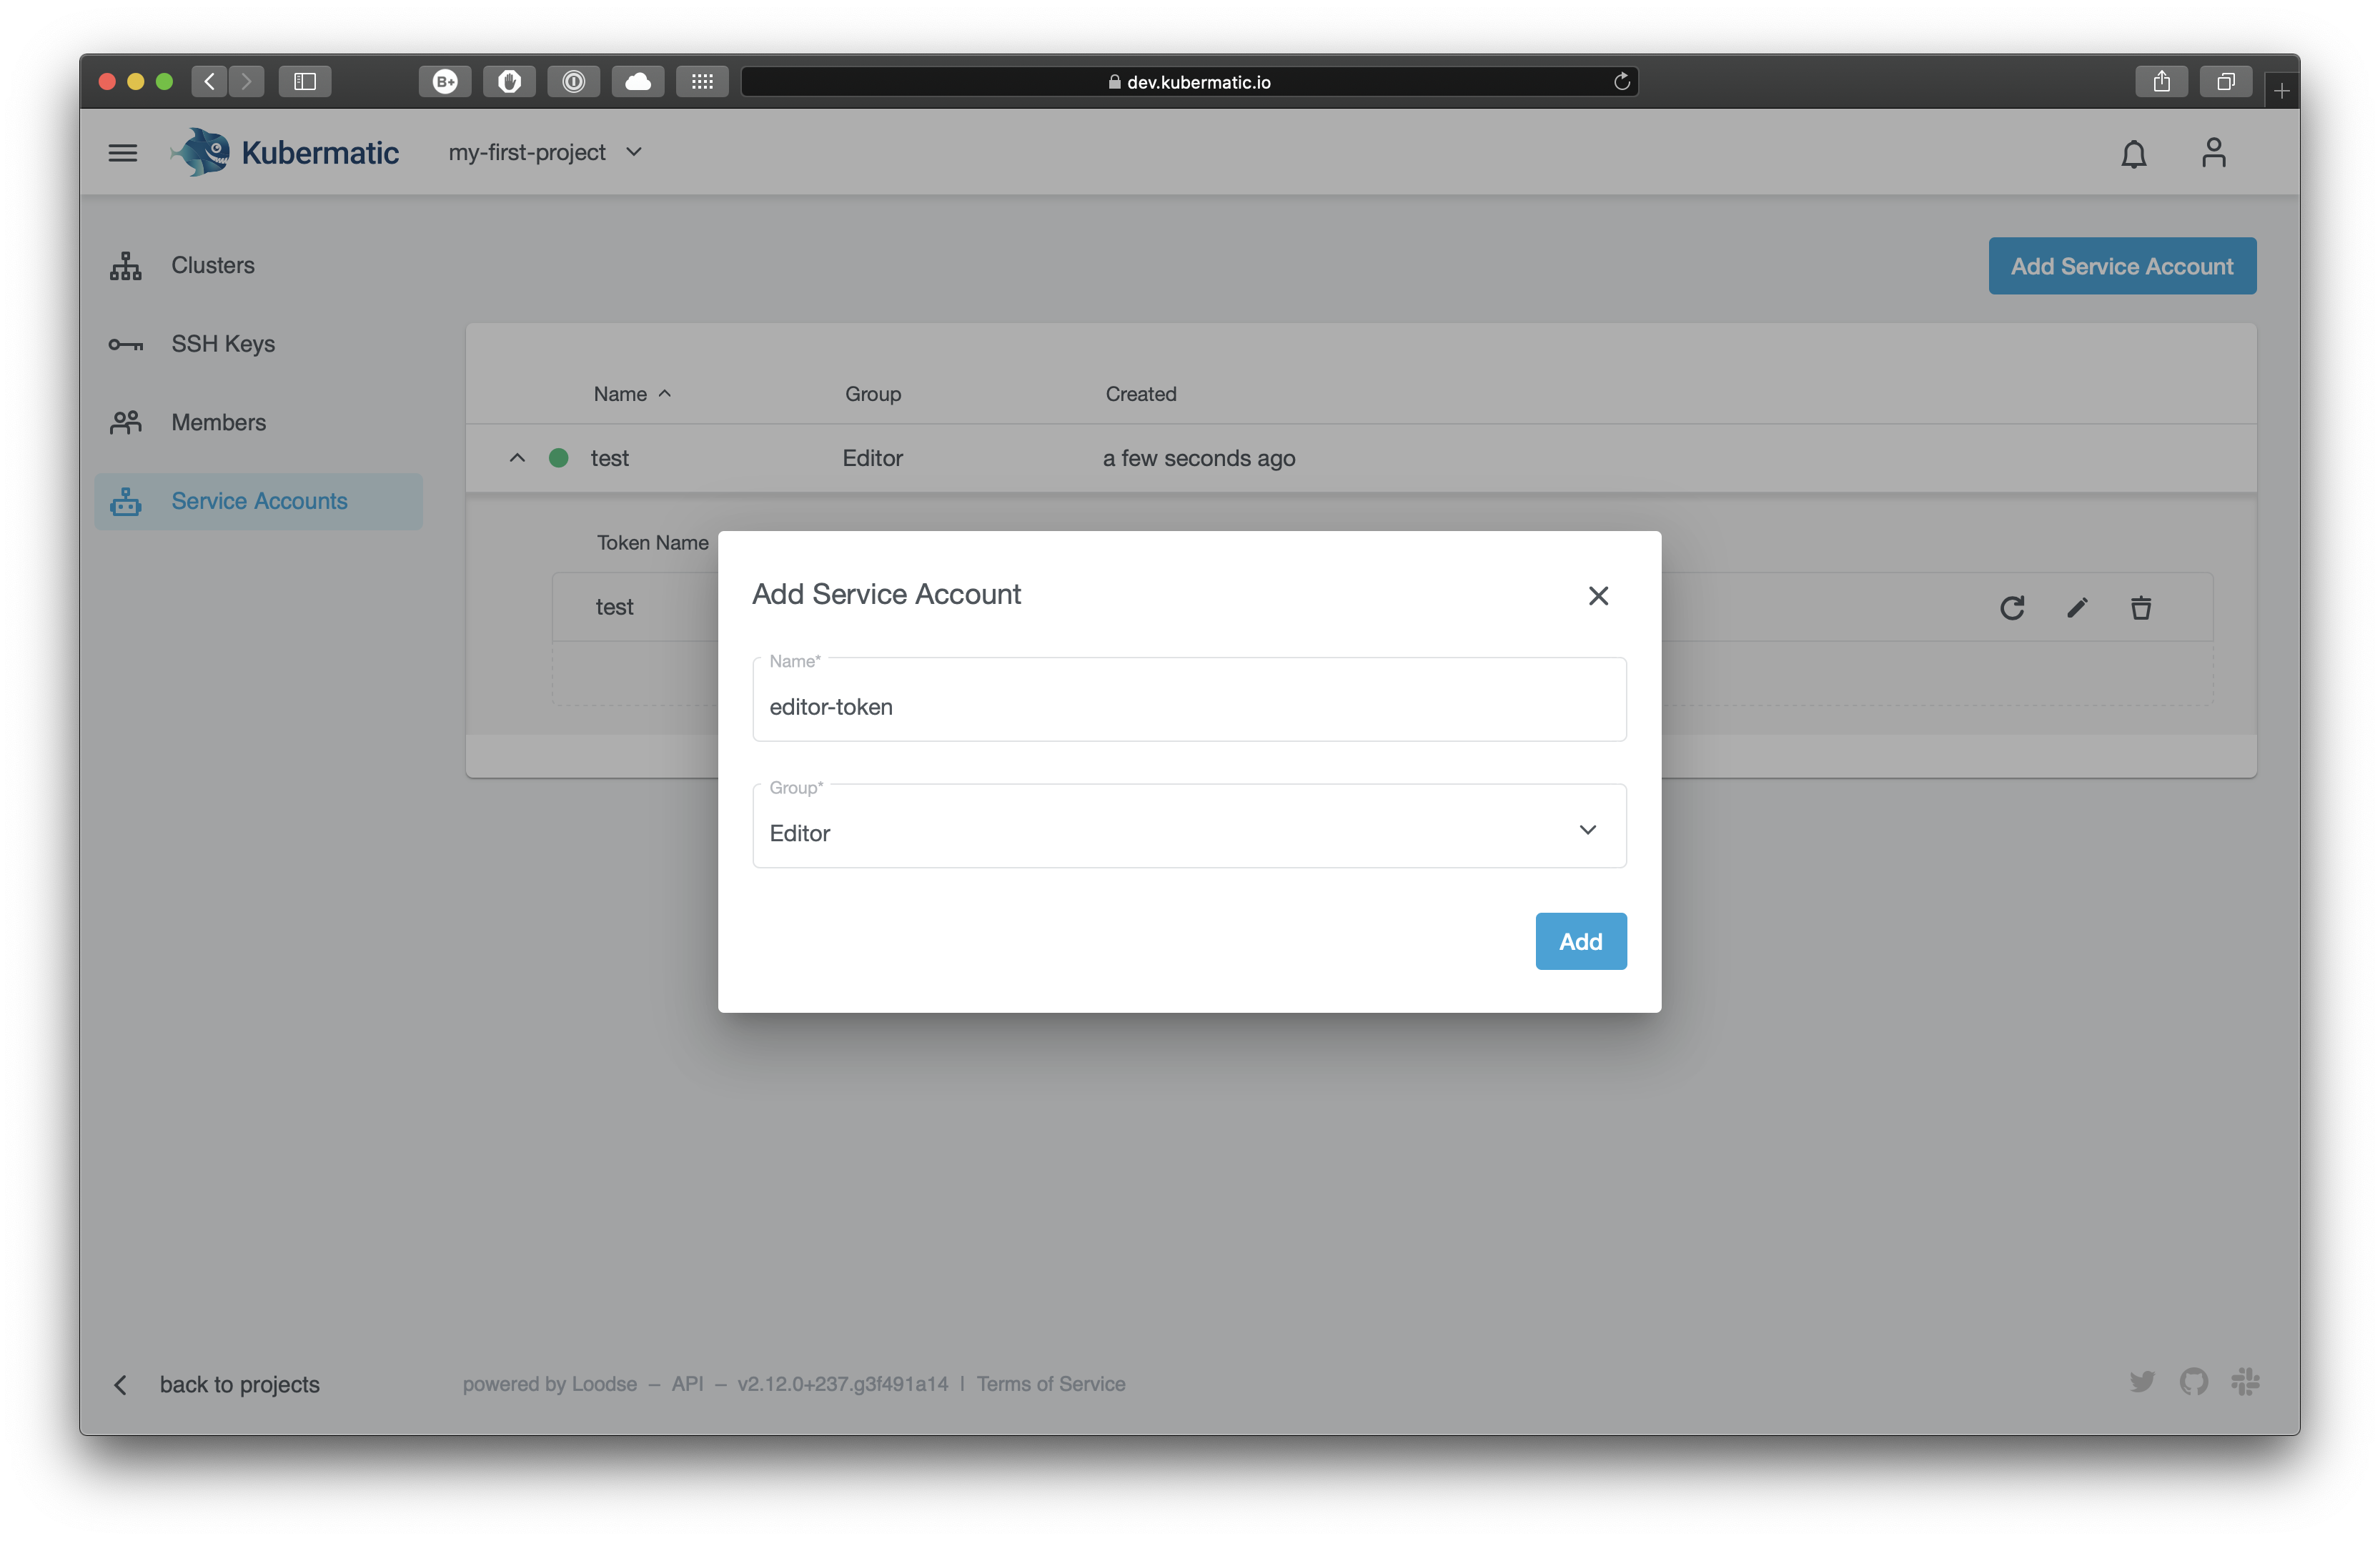 B+
dev.kubermatic.io
Kubermatic
my-first-project
Clusters
Add Service Account
SSH Keys
Members
Service Accounts
Name
Group
Created
test
Editor
a few seconds ago
Token Name
test
Add Service Account
Name*
editor-token
Group*
Editor
Add
back to projects
powered by Loodse – API – v2.12.0+237.g3f491a14 | Terms of Service